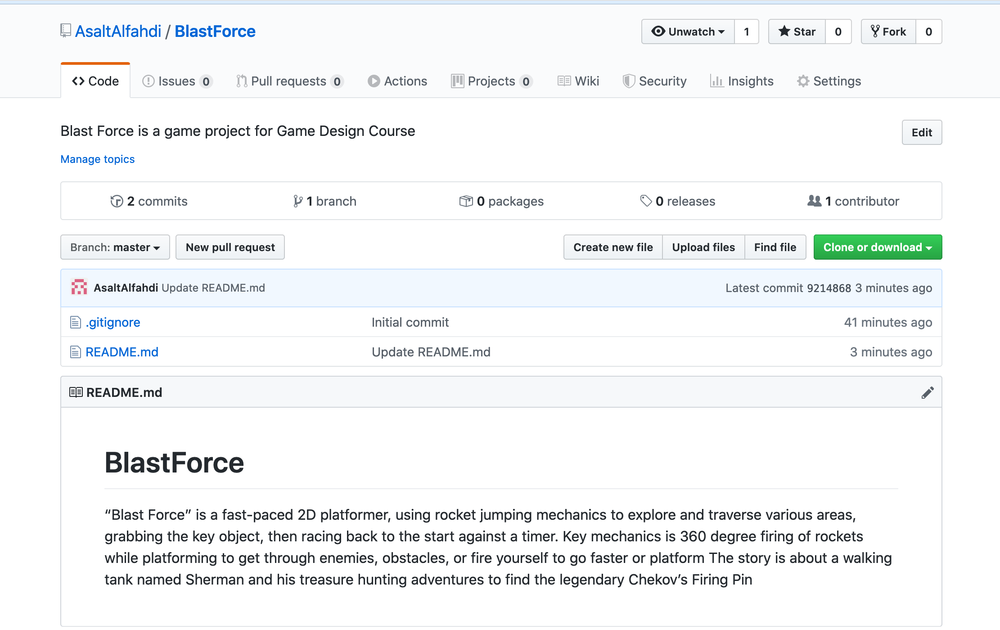 AsaltAlfahdi / BlastForce
Unwatch 1 Star 0 Fork 0
Code Issues 0 Pull requests 0 Actions Projects 0 Wiki Security Insights Settings
Blast Force is a game project for Game Design Course
Edit
Manage topics
2 commits 1 branch 0 packages 0 releases 1 contributor
Branch: master New pull request Create new file Upload files Find file Clone or download
AsaltAlfahdi Update README.md Latest commit 9214868 3 minutes ago
.gitignore Initial commit 41 minutes ago
README.md Update README.md 3 minutes ago
README.md
BlastForce
“Blast Force” is a fast-paced 2D platformer, using rocket jumping mechanics to explore and traverse various areas,
grabbing the key object, then racing back to the start against a timer. Key mechanics is 360 degree firing of rockets
while platforming to get through enemies, obstacles, or fire yourself to go faster or platform The story is about a walking
tank named Sherman and his treasure hunting adventures to find the legendary Chekov’s Firing Pin